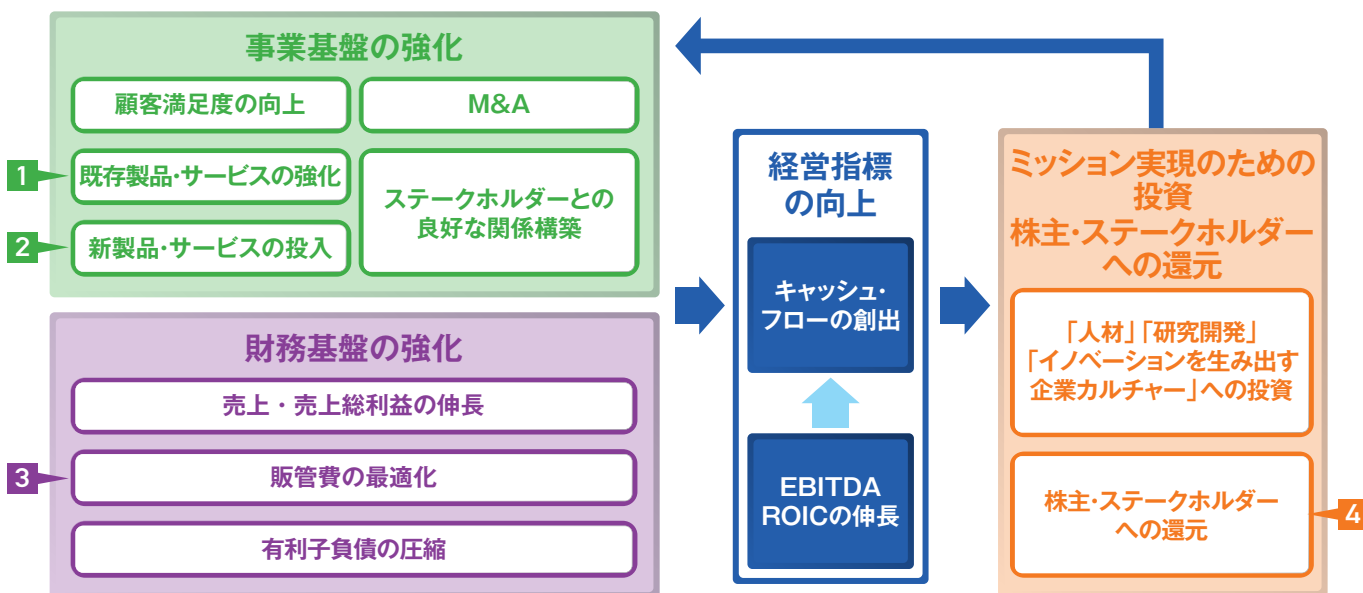 事業基盤の強化
顧客満足度の向上
M&A
1
既存製品・サービスの強化
ステークホルダーとの
良好な関係構築
2
新製品・サービスの投入
財務基盤の強化
売上・売上総利益の伸長
3
販管費の最適化
有利子負債の圧縮
経営指標
の向上
キャッシュ・
フローの創出
EBITDA
ROICの伸長
ミッション実現のための
投資
株主・ステークホルダー
への還元
「人材」「研究開発」
「イノベーションを生み出す
企業カルチャー」への投資
株主・ステークホルダー
への還元
4